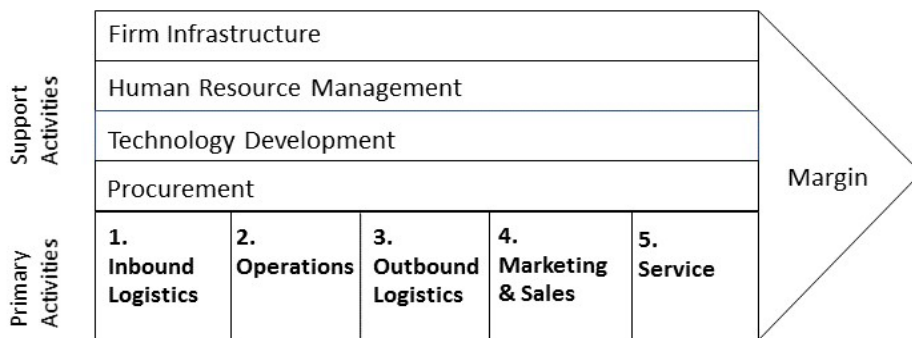 Support
Activities
Firm Infrastructure
Human Resource Management
Technology Development
Procurement
Margin
Primary
Activities
1.
Inbound
Logistics
2.
Operations
3.
Outbound
Logistics
4.
Marketing
& Sales
5.
Service